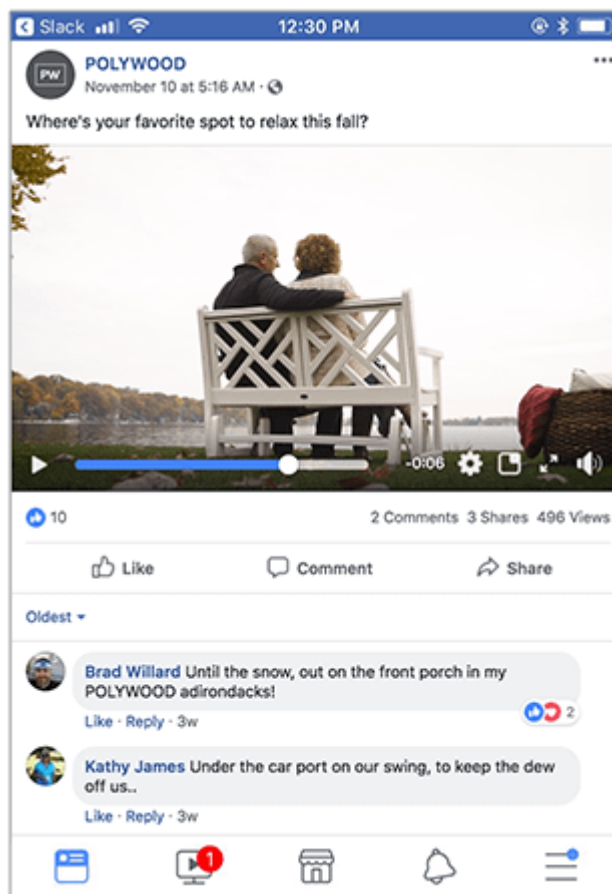 Slack 12:30 PM
PW
POLYWOOD
November 10 at 5:16 AM ·
Where's your favorite spot to relax this fall?
-0:06
10 2 Comments 3 Shares 496 Views
Like Comment Share
Oldest
Brad Willard Until the snow, out on the front porch in my
POLYWOOD adirondacks!
Like · Reply · 3w 2
Kathy James Under the car port on our swing, to keep the dew
off us..
Like · Reply · 3w
1